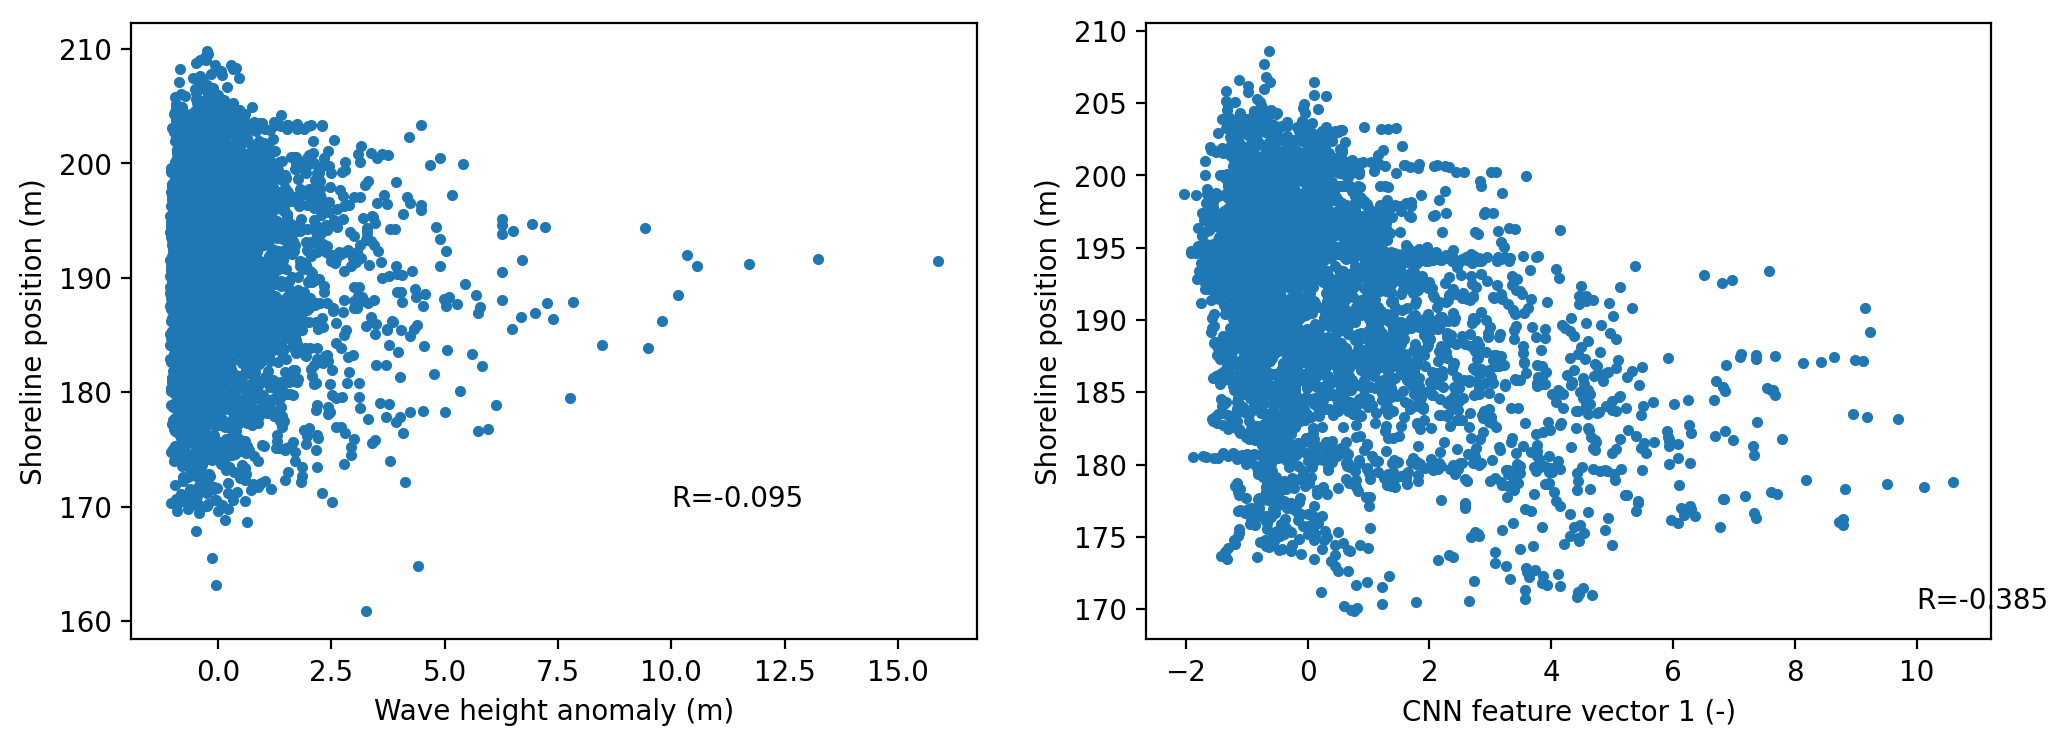 210
200
190
180
170
160
Shoreline position (m)
R=-0.095
0.0 2.5 5.0 7.5 10.0 12.5 15.0
Wave height anomaly (m)
210
205
200
195
190
185
180
175
170
Shoreline position (m)
R=-0.385
−2 0 2 4 6 8 10
CNN feature vector 1 (-)